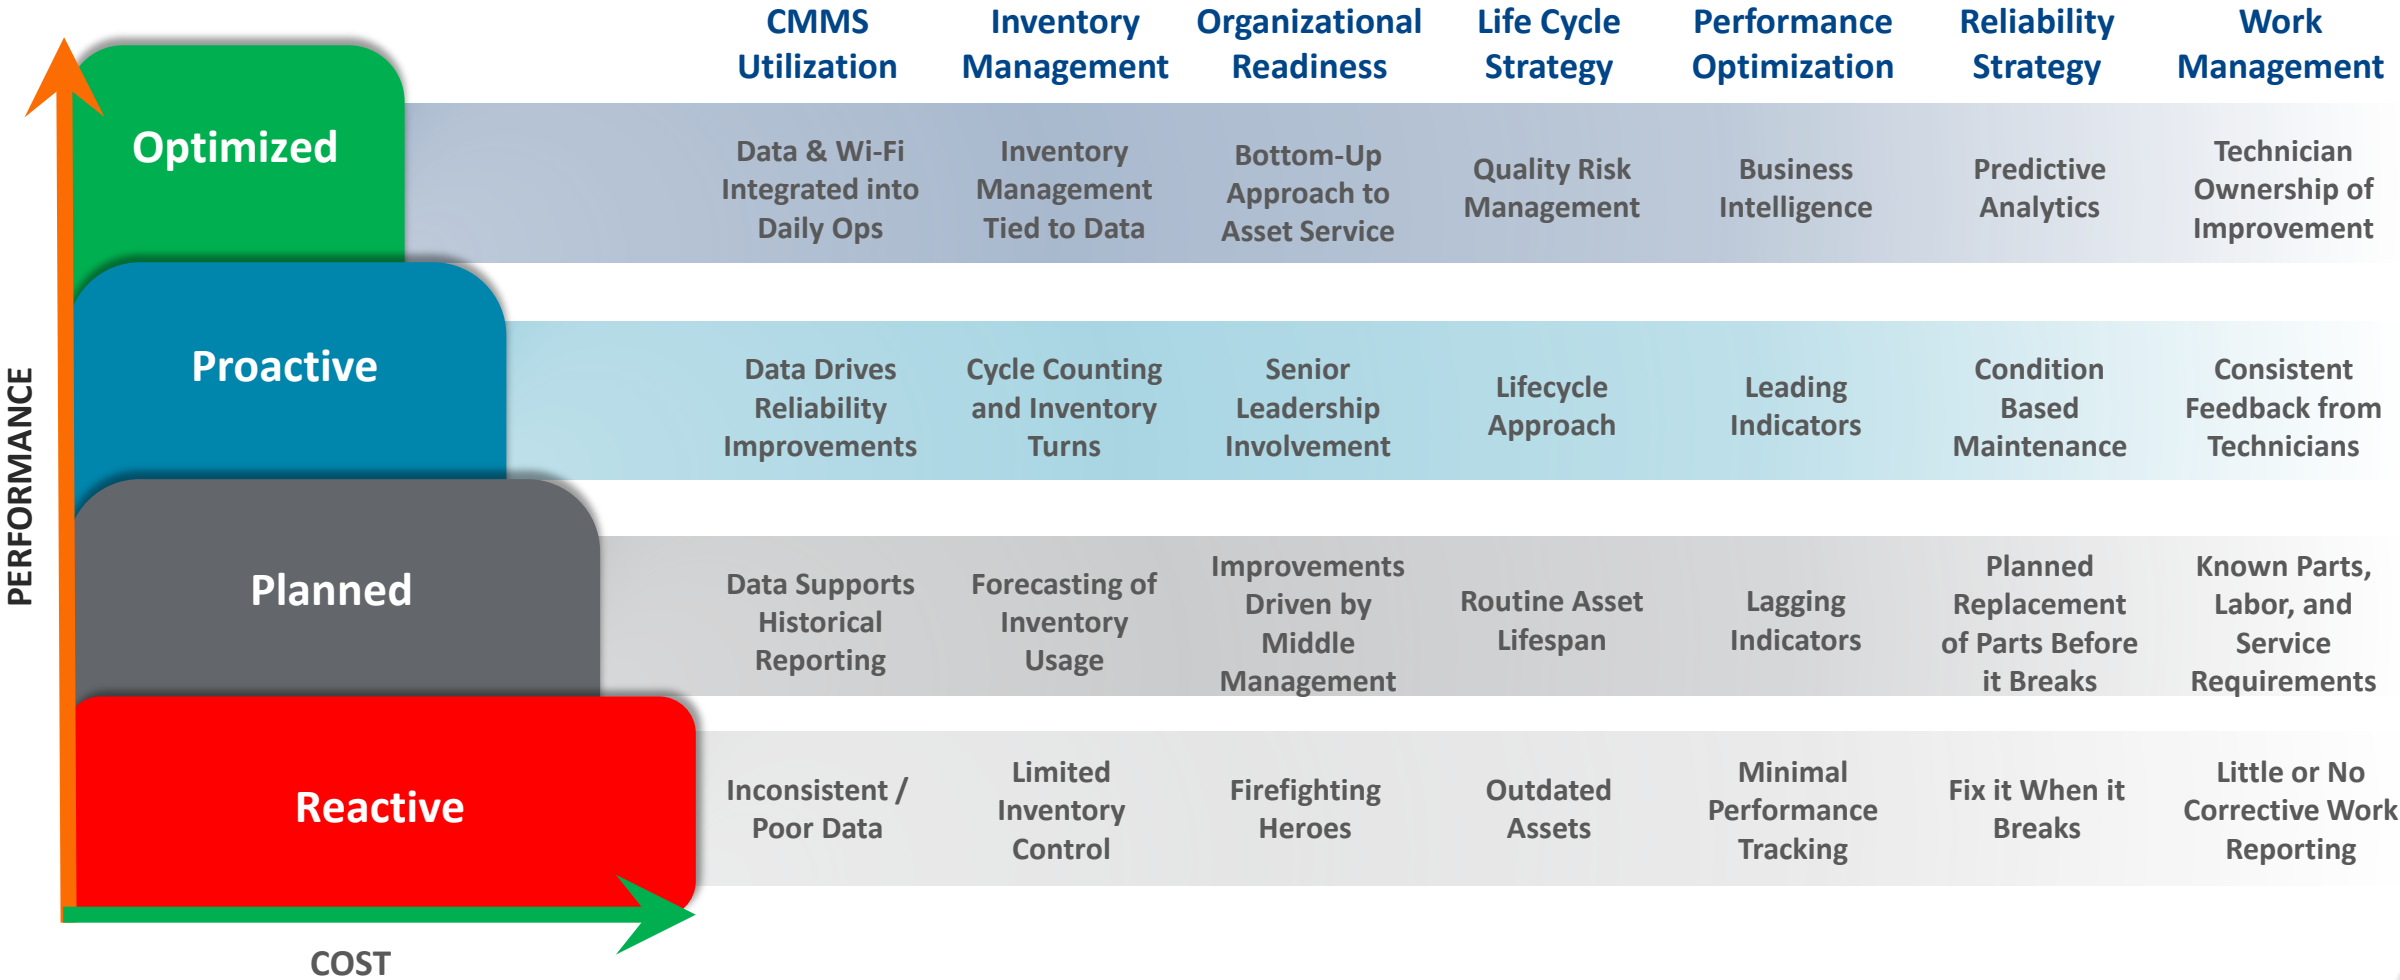 CMMS
Utilization
Inventory
Management
Organizational
Readiness
Life Cycle
Strategy
Performance
Optimization
Reliability
Strategy
Work
Management
Optimized
Data & Wi-Fi
Integrated into
Daily Ops
Inventory
Management
Tied to Data
Bottom-Up
Approach to
Asset Service
Quality Risk
Management
Business
Intelligence
Predictive
Analytics
Technician
Ownership of
Improvement
Proactive
Data Drives
Reliability
Improvements
Cycle Counting
and Inventory
Turns
Senior
Leadership
Involvement
Lifecycle
Approach
Leading
Indicators
Condition
Based
Maintenance
Consistent
Feedback from
Technicians
Planned
Data Supports
Historical
Reporting
Forecasting of
Inventory
Usage
Improvements
Driven by
Middle
Management
Routine Asset
Lifespan
Lagging
Indicators
Planned
Replacement
of Parts Before
it Breaks
Known Parts,
Labor, and
Service
Requirements
Reactive
Inconsistent /
Poor Data
Limited
Inventory
Control
Firefighting
Heroes
Outdated
Assets
Minimal
Performance
Tracking
Fix it When it
Breaks
Little or No
Corrective Work
Reporting
PERFORMANCE
COST